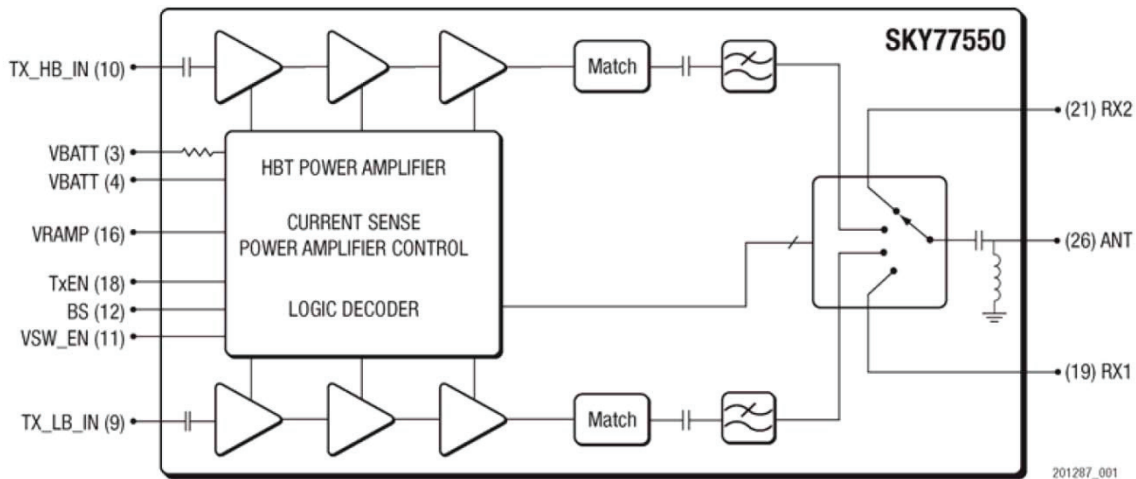 SKY77550
TX_HB_IN (10)
Match
(21) RX2
VBATT (3)
VBATT (4)
HBT POWER AMPLIFIER
VRAMP (16)
CURRENT SENSE
POWER AMPLIFIER CONTROL
(26) ANT
TxEN (18)
BS (12)
LOGIC DECODER
VSW_EN (11)
(19) RX1
TX_LB_IN (9)
Match
201287_001